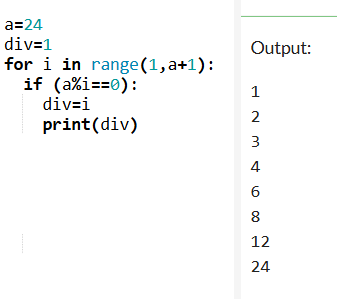 a=24
div=1
for i in range(1,a+1):
  if (a%i==0):
    div=i
    print(div)
Output:
1
2
3
4
6
8
12
24